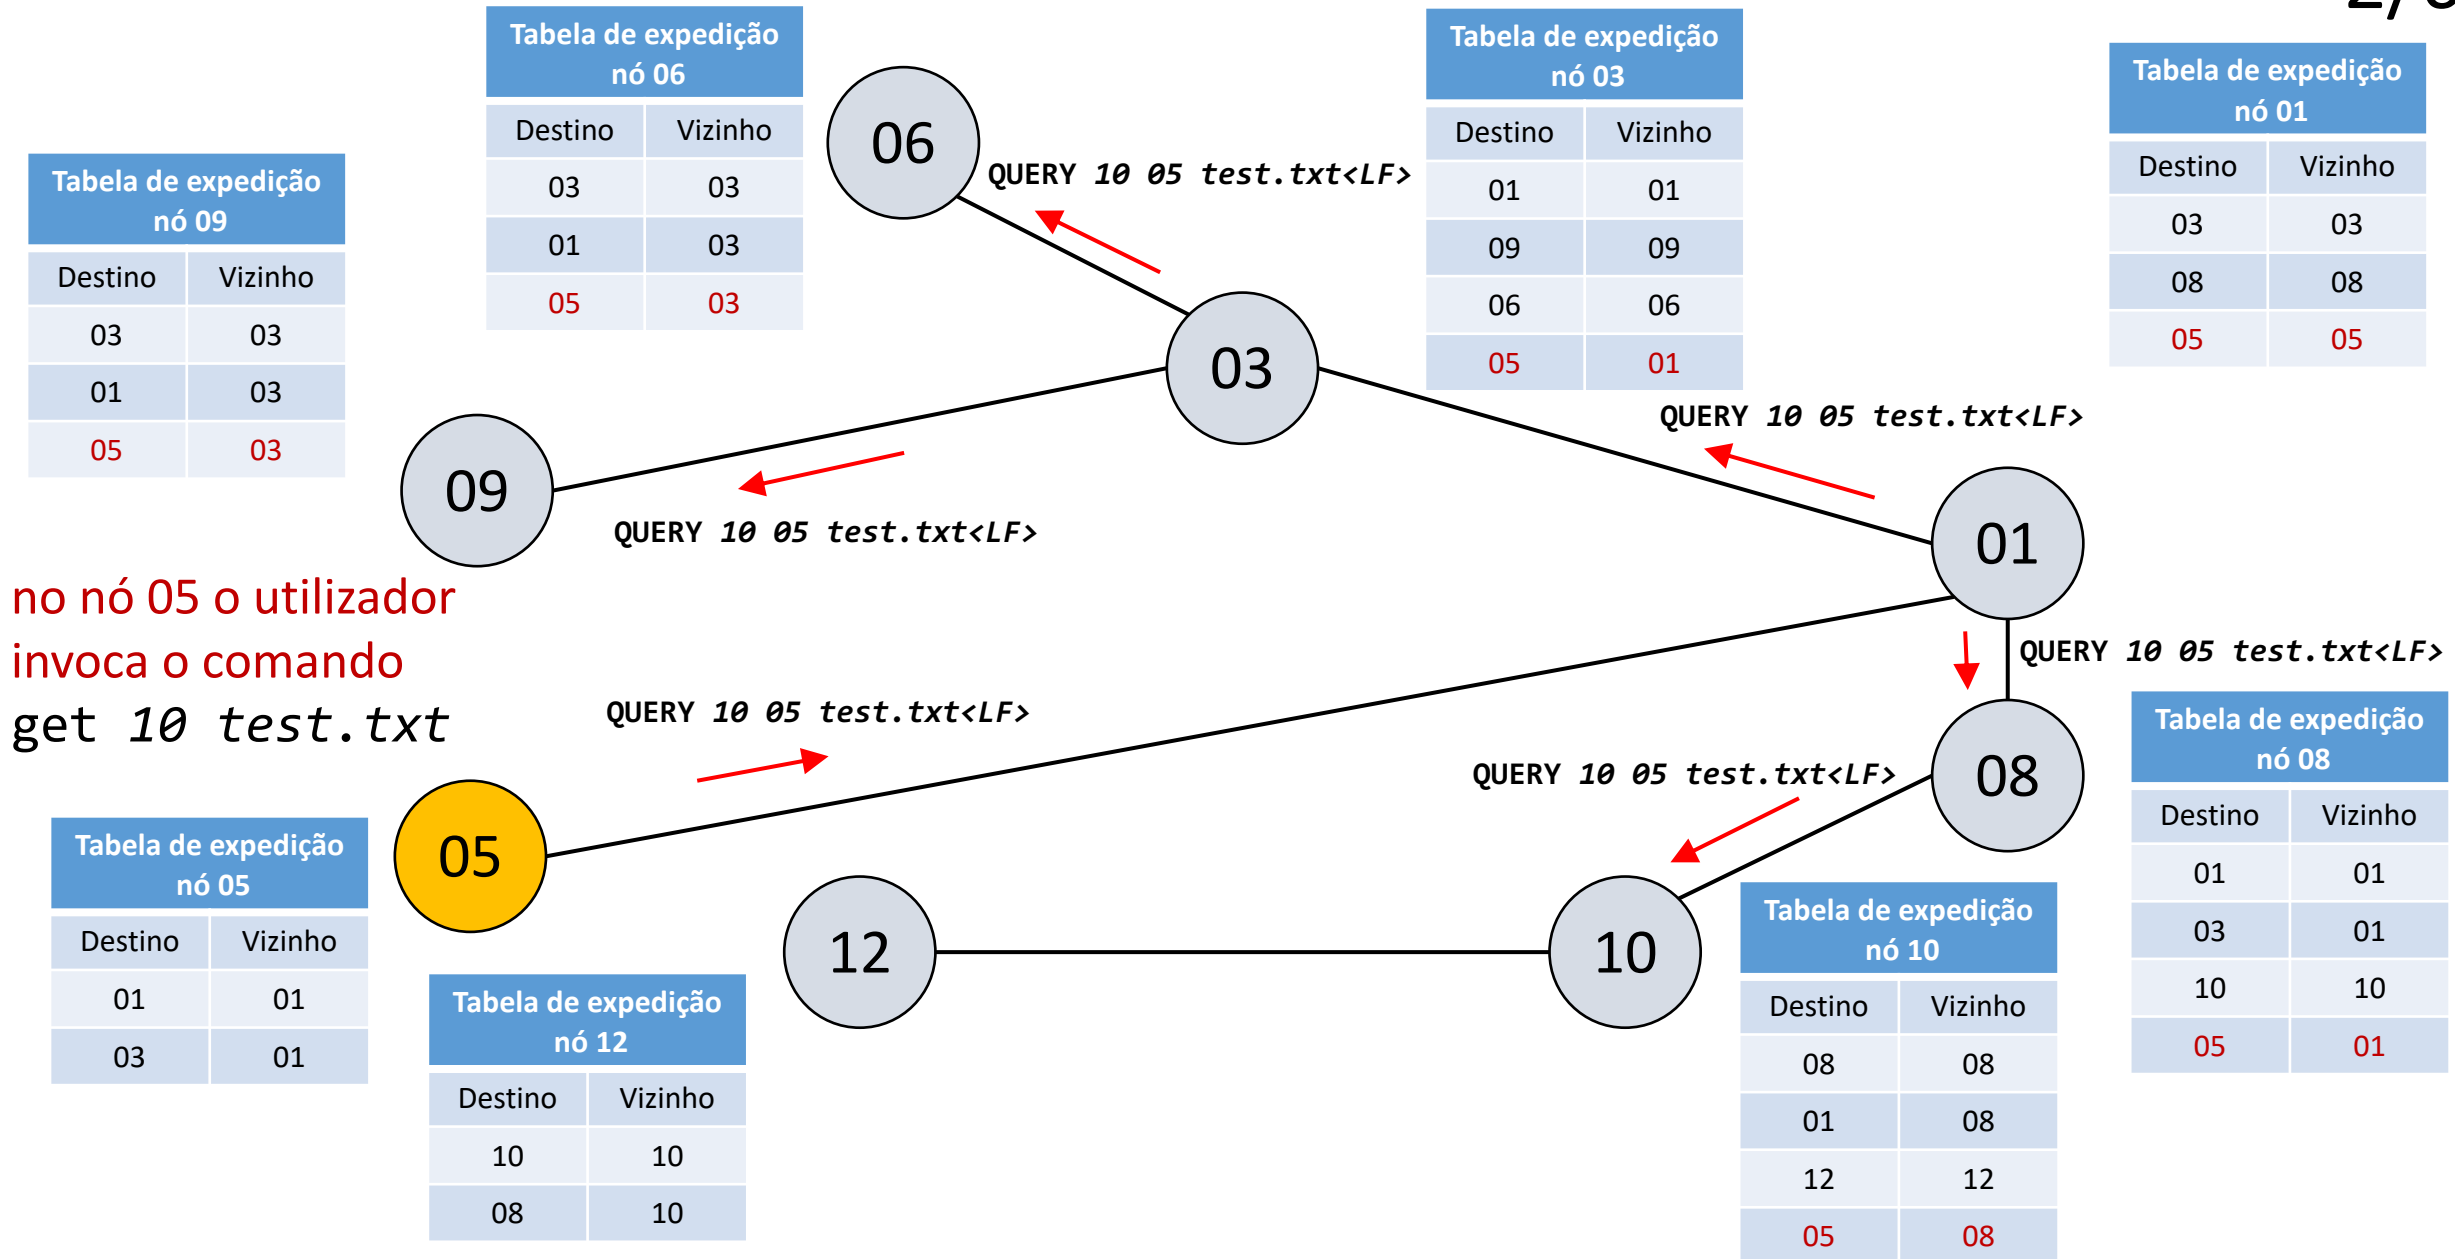 2/
Tabela de expedição
nó 06
Destino Vizinho
03 03
01 03
05 03
Tabela de expedição
nó 03
Destino Vizinho
01 01
09 09
06 06
05 01
Tabela de expedição
nó 01
Destino Vizinho
03 03
08 08
05 05
Tabela de expedição
nó 09
Destino Vizinho
03 03
01 03
05 03
06
QUERY 10 05 test.txt<LF>
03
QUERY 10 05 test.txt<LF>
09
QUERY 10 05 test.txt<LF>
01
no nó 05 o utilizador
invoca o comando
get 10 test.txt
QUERY 10 05 test.txt<LF>
QUERY 10 05 test.txt<LF>
QUERY 10 05 test.txt<LF>
08
05
12
10
Tabela de expedição
nó 08
Destino Vizinho
01 01
03 01
10 10
05 01
Tabela de expedição
nó 05
Destino Vizinho
01 01
03 01
Tabela de expedição
nó 12
Destino Vizinho
10 10
08 10
Tabela de expedição
nó 10
Destino Vizinho
08 08
01 08
12 12
05 08